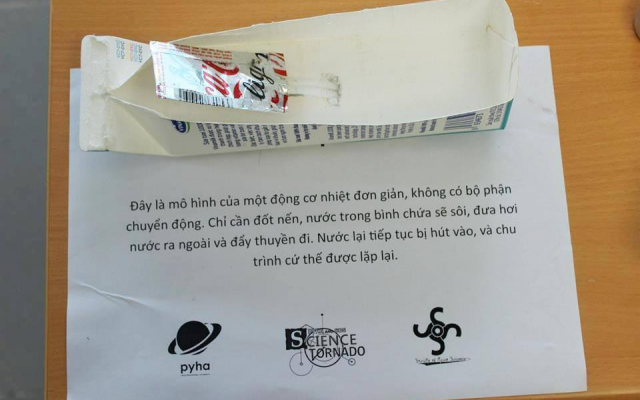 light
Đây là mô hình của một động cơ nhiệt đơn giản, không có bộ phận
chuyển động. Chỉ cần đốt nến, nước trong bình chứa sẽ sôi, đưa hơi
nước ra ngoài và đẩy thuyền đi. Nước lại tiếp tục bị hút vào, và chu
trình cứ thế được lặp lại.
pyha
SCIENCE
TORNADO